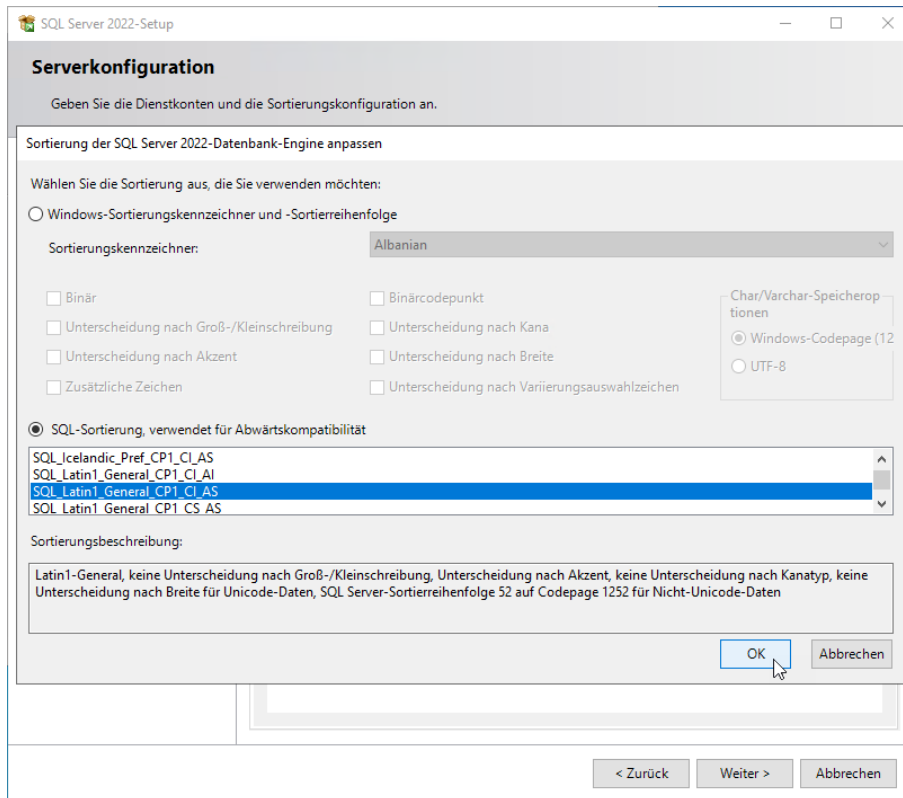 SQL Server 2022-Setup
Serverkonfiguration
Geben Sie die Dienstkonten und die Sortierungskonfiguration an.
Sortierung der SQL Server 2022-Datenbank-Engine anpassen
Wählen Sie die Sortierung aus, die Sie verwenden möchten:
Windows-Sortierungskennzeichner und -Sortierreihenfolge
Sortierungskennzeichner:
Albanian
Binär
Binärcodepunkt
Char/Varchar-Speicherop
tionen
Unterscheidung nach Groß-/Kleinschreibung
Unterscheidung nach Kana
Windows-Codepage (12
Unterscheidung nach Akzent
Unterscheidung nach Breite
UTF-8
Zusätzliche Zeichen
Unterscheidung nach Variierungsauswahlzeichen
SQL-Sortierung, verwendet für Abwärtskompatibilität
SQL_Icelandic_Pref_CP1_CI_AS
SQL_Latin1_General_CP1_CI_AI
SQL_Latin1_General_CP1_CI_AS
SQL_Latin1_General_CP1_CS_AS
Sortierungsbeschreibung:
Latin1-General, keine Unterscheidung nach Groß-/Kleinschreibung, Unterscheidung nach Akzent, keine Unterscheidung nach Kanatyp, keine
Unterscheidung nach Breite für Unicode-Daten, SQL Server-Sortierreihenfolge 52 auf Codepage 1252 für Nicht-Unicode-Daten
OK
Abbrechen
< Zurück
Weiter >
Abbrechen